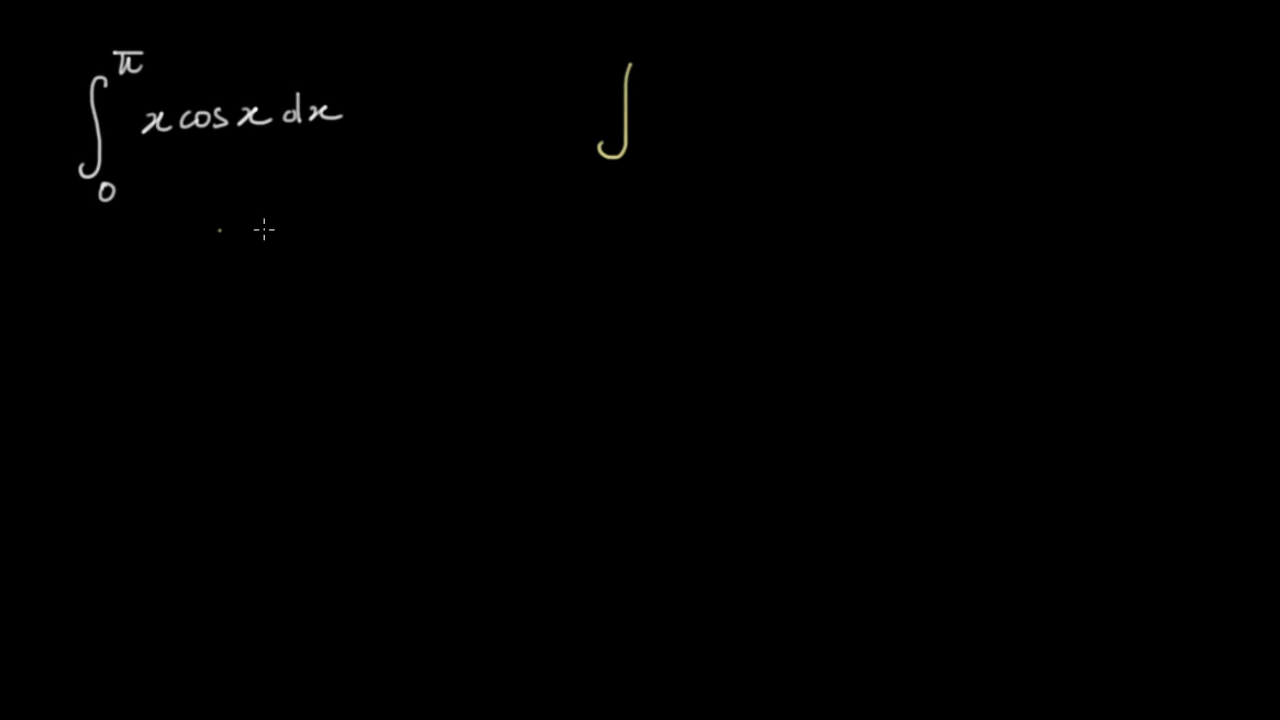 ∫₀^π x cos x dx ∫